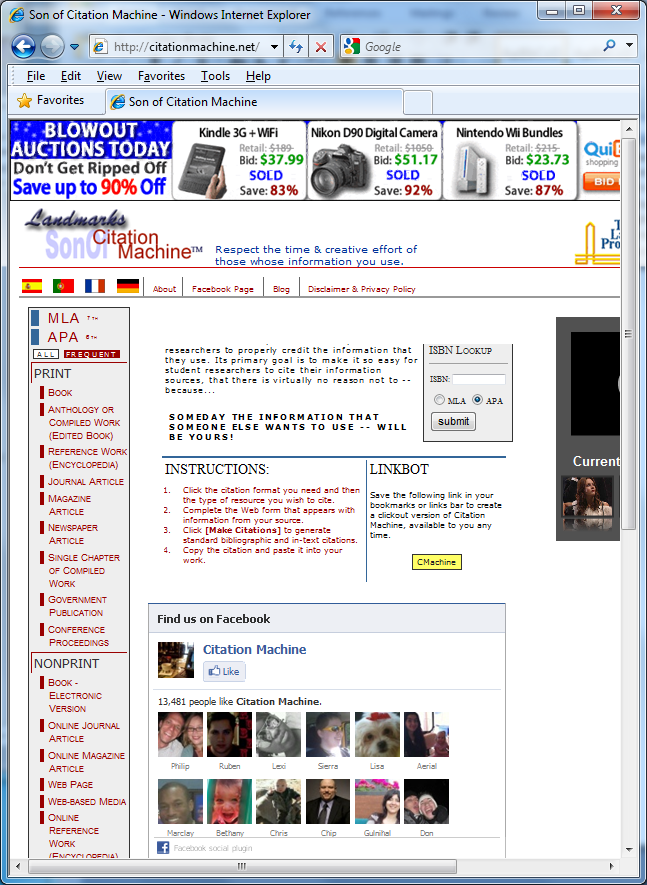 Son of Citation Machine - Windows Internet Explorer
http://citationmachine.net/
Google
File Edit View Favorites Tools Help
Favorites
Son of Citation Machine
BLOWOUT
AUCTIONS TODAY
Don't Get Ripped Off
Save up to 90% Off
Kindle 3G + WiFi
Retail: $189
Bid: $37.99
SOLD
Save: 83%
Nikon D90 Digital Camera
Retail: $1050
Bid: $51.17
SOLD
Save: 92%
Nintendo Wii Bundles
Retail: $215
Bid: $23.73
SOLD
Save: 87%
QuiB
shopping
BID
Landmarks
SonOf Citation
Machine™
Respect the time & creative effort of
those whose information you use.
About
Facebook Page
Blog
Disclaimer & Privacy Policy
MLA 7TH
APA 6TH
ALL FREQUENT
PRINT
BOOK
ANTHOLOGY OR
COMPILED WORK
(EDITED BOOK)
REFERENCE WORK
(ENCYCLOPEDIA)
JOURNAL ARTICLE
MAGAZINE
ARTICLE
NEWSPAPER
ARTICLE
SINGLE CHAPTER
OF COMPILED
WORK
GOVERNMENT
PUBLICATION
CONFERENCE
PROCEEDINGS
NONPRINT
BOOK -
ELECTRONIC
VERSION
ONLINE JOURNAL
ARTICLE
ONLINE MAGAZINE
ARTICLE
WEB PAGE
WEB-BASED MEDIA
ONLINE
REFERENCE
WORK
(ENCYCLOPEDIA)
researchers to properly credit the information that
they use. Its primary goal is to make it so easy for
student researchers to cite their information
sources, that there is virtually no reason not to --
because...
SOMEDAY THE INFORMATION THAT
SOMEONE ELSE WANTS TO USE -- WILL
BE YOURS!
ISBN LOOKUP
ISBN:
MLA APA
submit
INSTRUCTIONS:
1. Click the citation format you need and then
the type of resource you wish to cite.
2. Complete the Web form that appears with
information from your source.
3. Click [Make Citations] to generate
standard bibliographic and in-text citations.
4. Copy the citation and paste it into your
work.
LINKBOT
Save the following link in your
bookmarks or links bar to create
a clickout version of Citation
Machine, available to you any
time.
CMachine
Current
Find us on Facebook
Citation Machine
Like
13,481 people like Citation Machine.
Philip Ruben Lexi Sierra Lisa Aerial
Marclay Bethany Chris Chip Gulnihal Don
Facebook social plugin